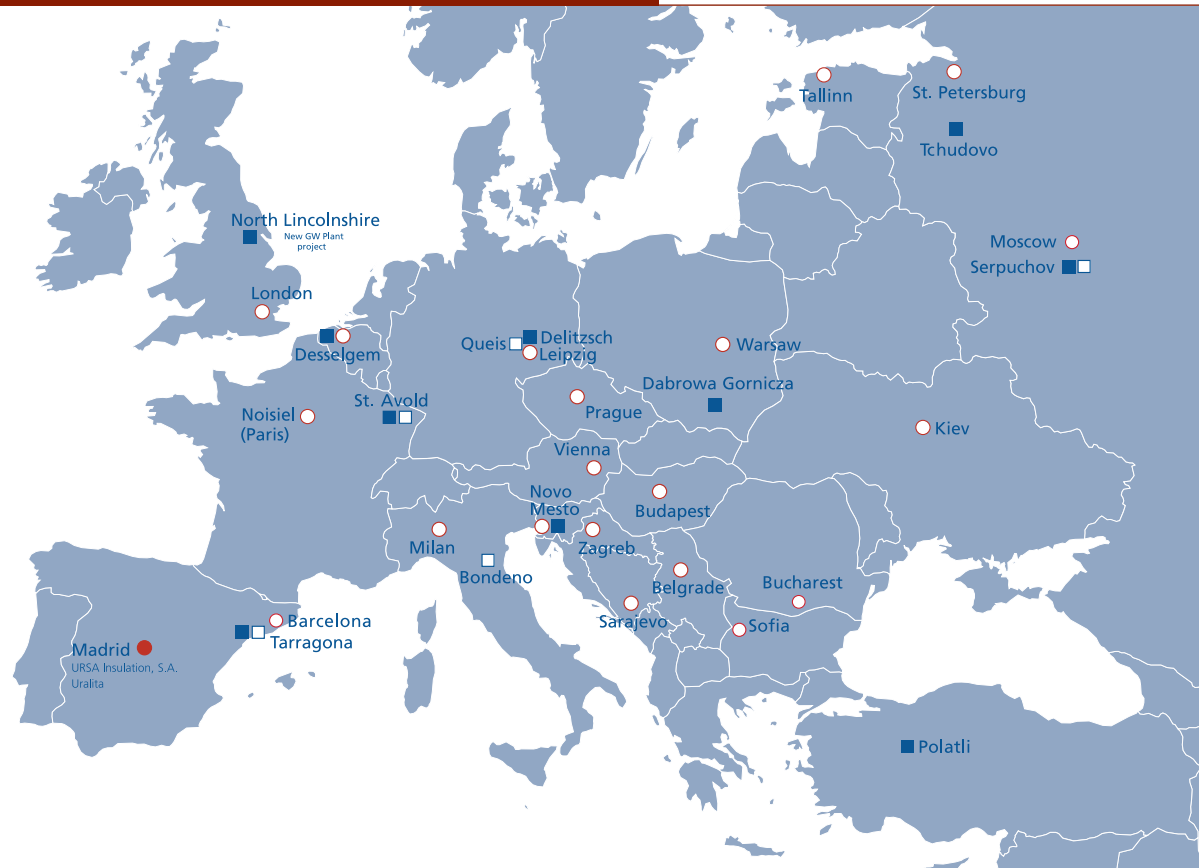 Tallinn
St. Petersburg
Tchudovo
North Lincolnshire
New GW Plant
project
Moscow
Serpuchov
London
Desselgem
Queis
Delitzsch
Leipzig
Warsaw
Dabrowa Gornicza
St. Avold
Noisiel
(Paris)
Prague
Kiev
Vienna
Novo
Mesto
Budapest
Milan
Zagreb
Bondeno
Belgrade
Bucharest
Sarajevo
Sofia
Barcelona
Tarragona
Madrid
URSA Insulation, S.A.
Uralita
Polatli